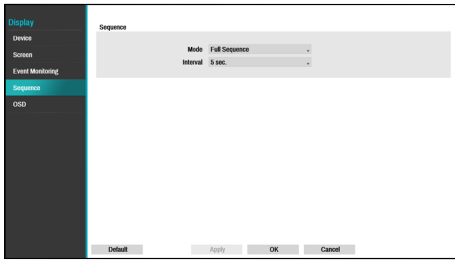 Display
Device
Screen
Event Monitoring
Sequence
OSD
Sequence
Mode Full Sequence
Interval 5 sec.
Default Apply OK Cancel